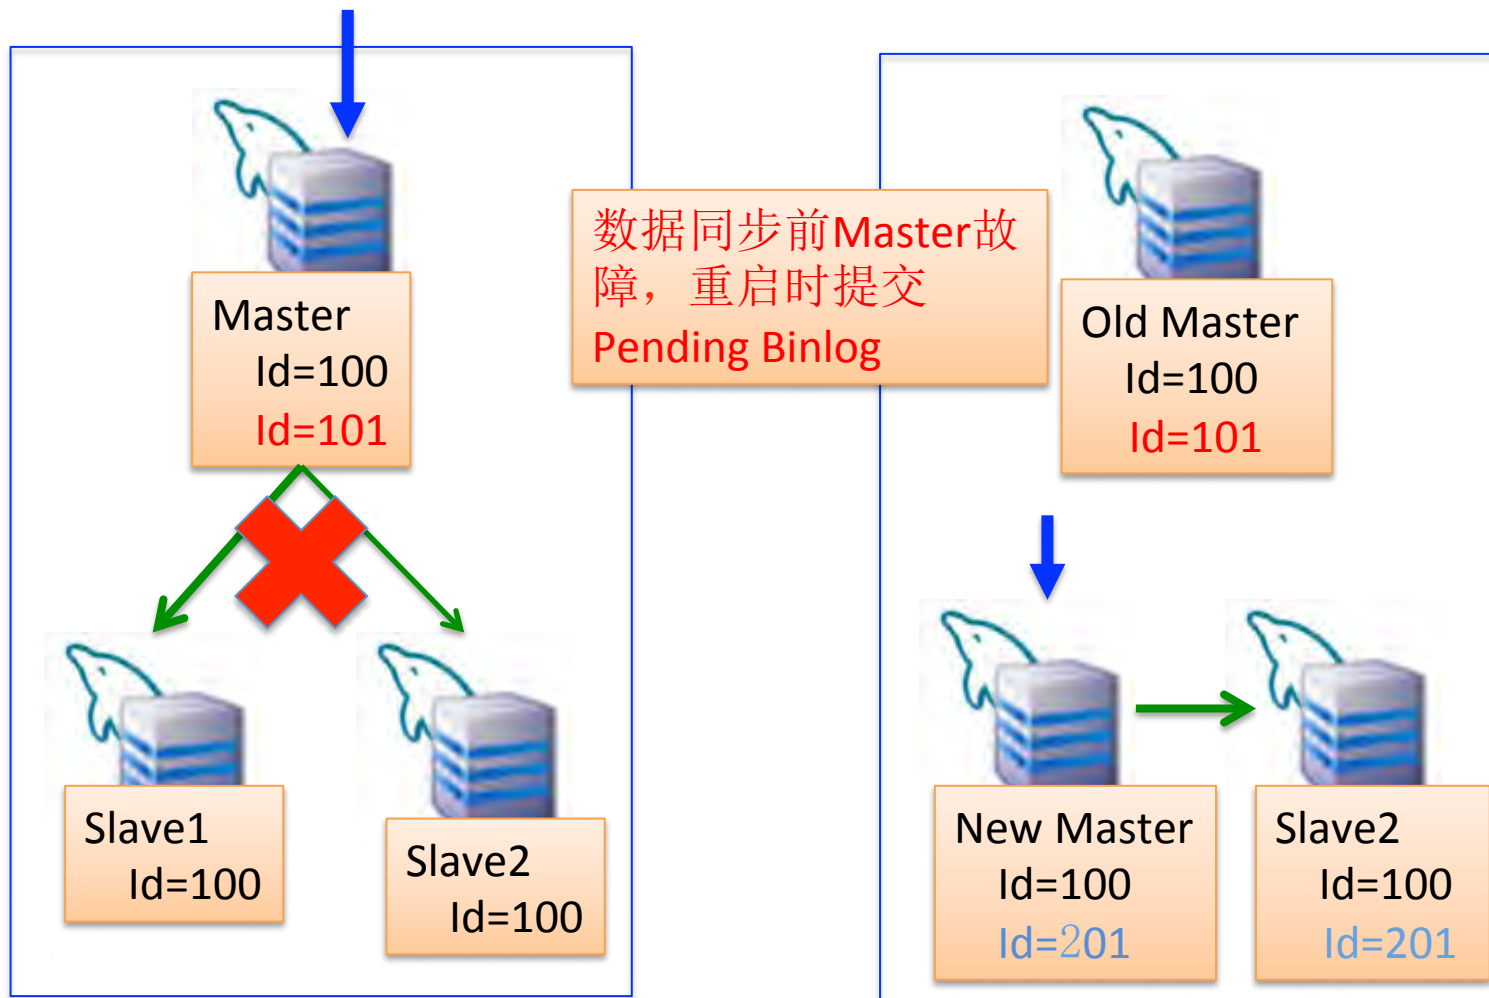 Master
Id=100
Id=101
Slave1
Id=100
Slave2
Id=100
数据同步前Master故
障，重启时提交
Pending Binlog
Old Master
Id=100
Id=101
New Master
Id=100
Id=201
Slave2
Id=100
Id=201